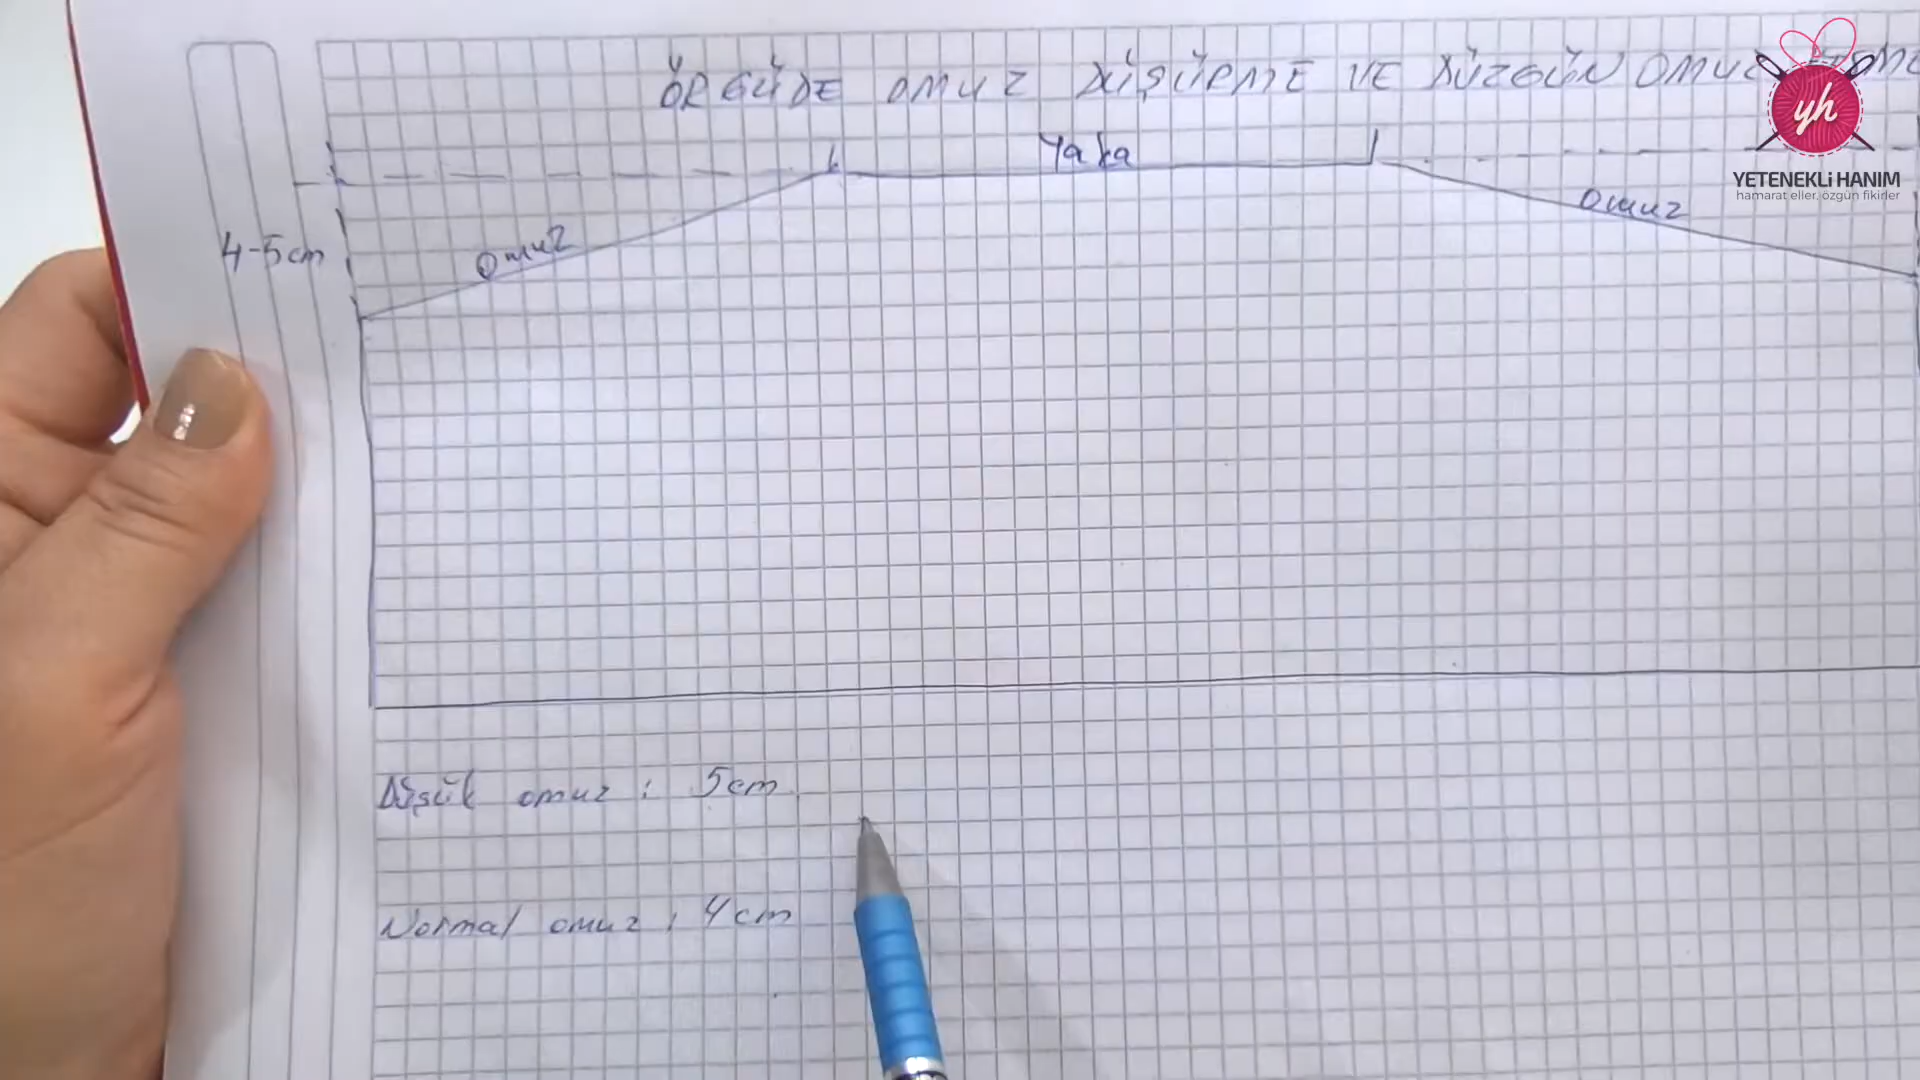 ÖRGÜDE OMUZ DÜŞÜRME VE DÜZGÜN OMUZ
Yaka
omuz
omuz
4-5cm
Düşük omuz : 5cm
Normal omuz : 4cm
yh
YETENEKLİ HANIM
hamarat eller, özgün fikirler